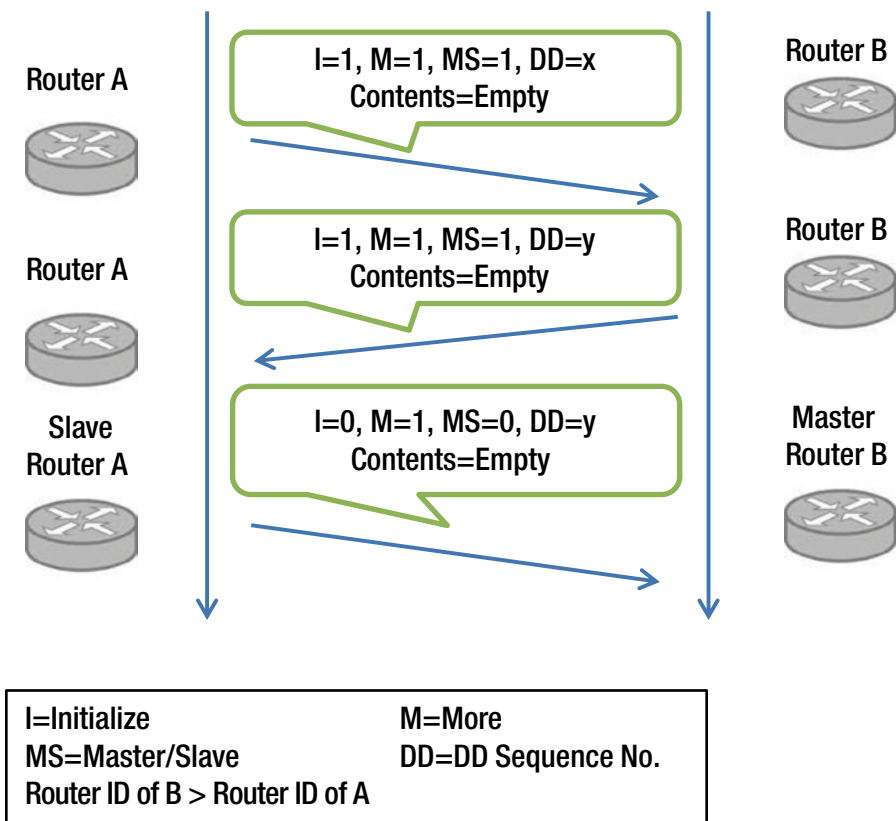 Router A
I=1, M=1, MS=1, DD=x
Contents=Empty
Router B
Router A
I=1, M=1, MS=1, DD=y
Contents=Empty
Router B
Slave
Router A
I=0, M=1, MS=0, DD=y
Contents=Empty
Master
Router B
I=Initialize
M=More
MS=Master/Slave
DD=DD Sequence No.
Router ID of B > Router ID of A